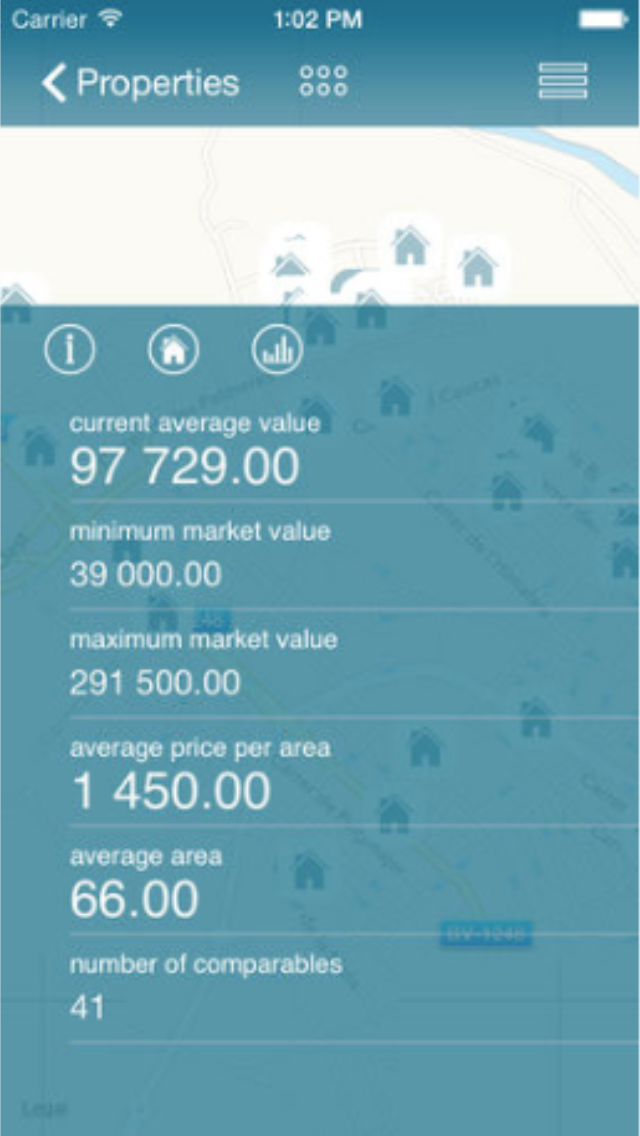 Carrier 1:02 PM
Properties
current average value
97 729.00
minimum market value
39 000.00
maximum market value
291 500.00
average price per area
1 450.00
average area
66.00
BV-1248
number of comparables
41
Legal